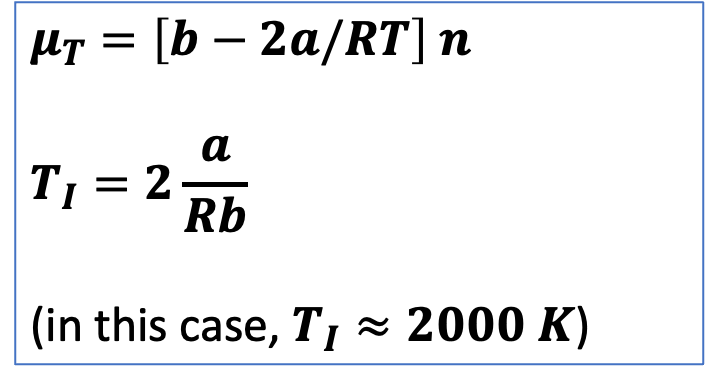 μ_T = [b − 2a/RT] n
T_I = 2 a/Rb
(in this case, T_I ≈ 2000 K)